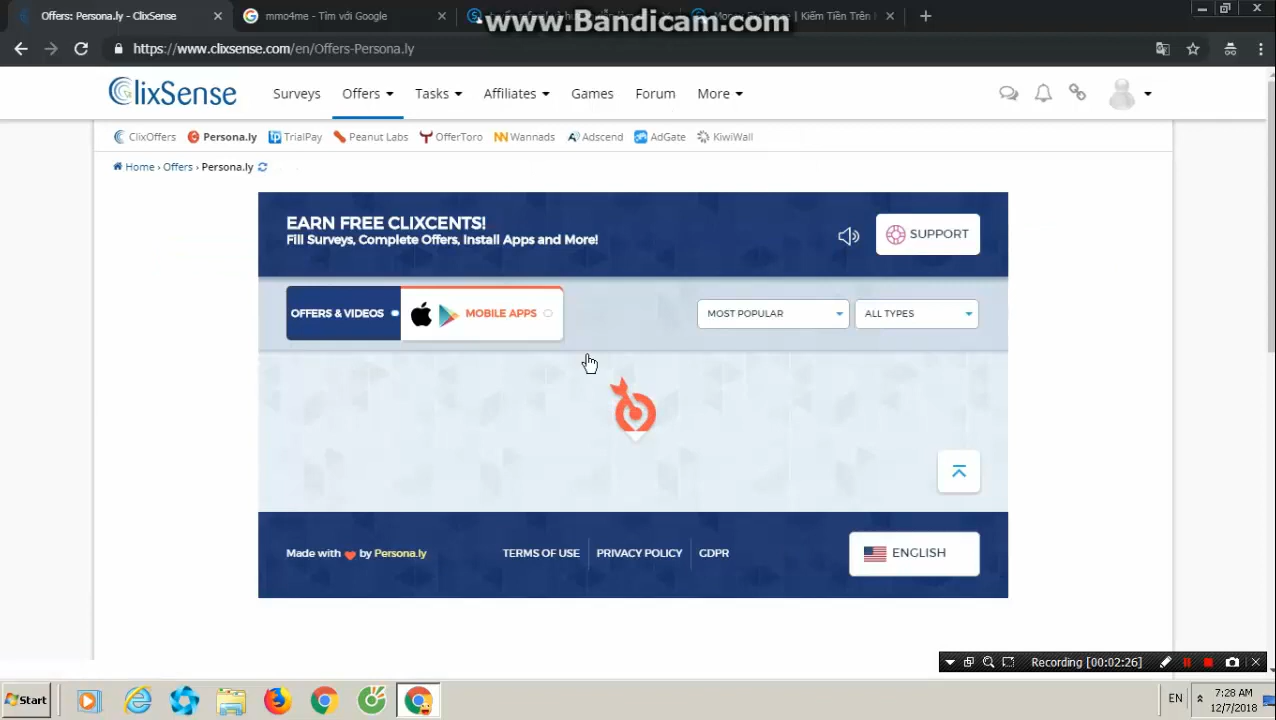 Offers: Persona.ly - ClixSense
mmo4me - Tìm với Google
Kiếm Tiền Trên
www.Bandicam.com
https://www.clixsense.com/en/Offers-Persona.ly
ClixSense
Surveys
Offers
Tasks
Affiliates
Games
Forum
More
ClixOffers
Persona.ly
TrialPay
Peanut Labs
OfferToro
Wannads
Adscend
AdGate
KiwiWall
Home › Offers › Persona.ly
EARN FREE CLIXCENTS!
Fill Surveys, Complete Offers, Install Apps and More!
SUPPORT
OFFERS & VIDEOS
MOBILE APPS
MOST POPULAR
ALL TYPES
Made with by Persona.ly
TERMS OF USE
PRIVACY POLICY
GDPR
ENGLISH
Recording [00:02:26]
Start
EN
7:28 AM
12/7/2018